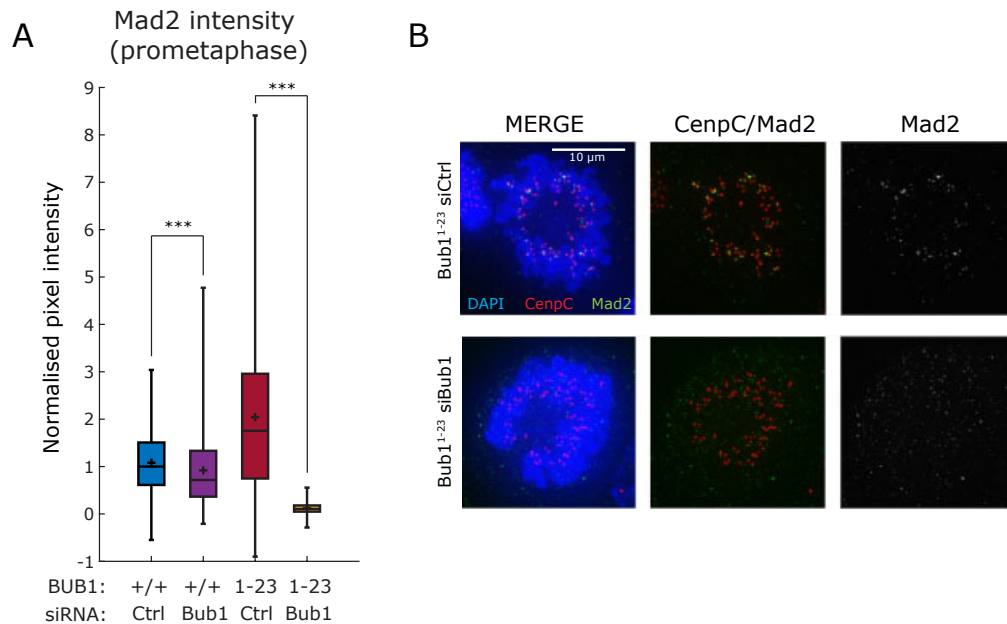 A
Mad2 intensity
(prometaphase)
Normalised pixel intensity
9
8
7
6
5
4
3
2
1
0
-1
***
***
BUB1: +/+ +/+ 1-23 1-23
siRNA: Ctrl Bub1 Ctrl Bub1
B
MERGE CenpC/Mad2 Mad2
10 µm
Bub1¹⁻²³ siCtrl
DAPI CenpC Mad2
Bub1¹⁻²³ siBub1